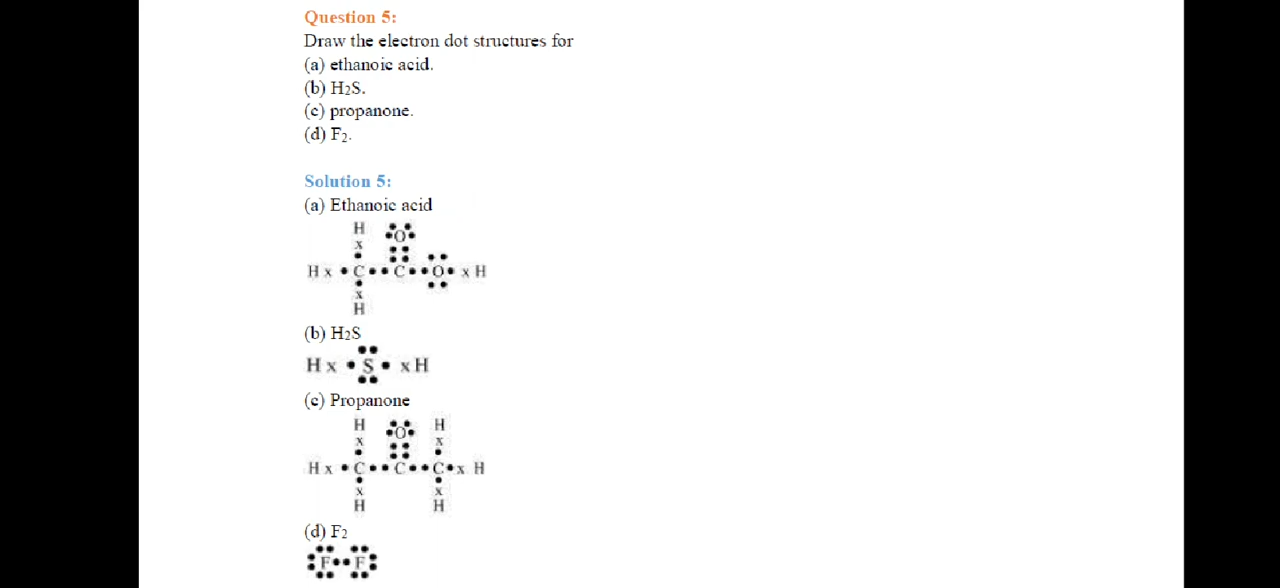 Question 5:
Draw the electron dot structures for
(a) ethanoic acid.
(b) H2S.
(c) propanone.
(d) F2.
Solution 5:
(a) Ethanoic acid
H
O
x
H x C C O x H
x
H
(b) H2S
H x S x H
(c) Propanone
H O H
x x
H x C C C x H
x x
H H
(d) F2
F F